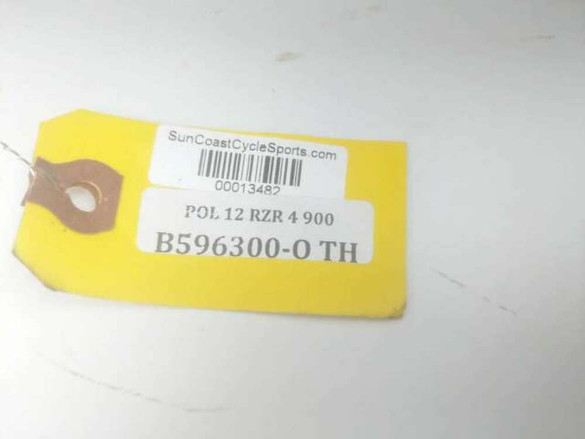 SunCoastCycleSports.com
00013482
POL 12 RZR 4 900
B596300-O TH